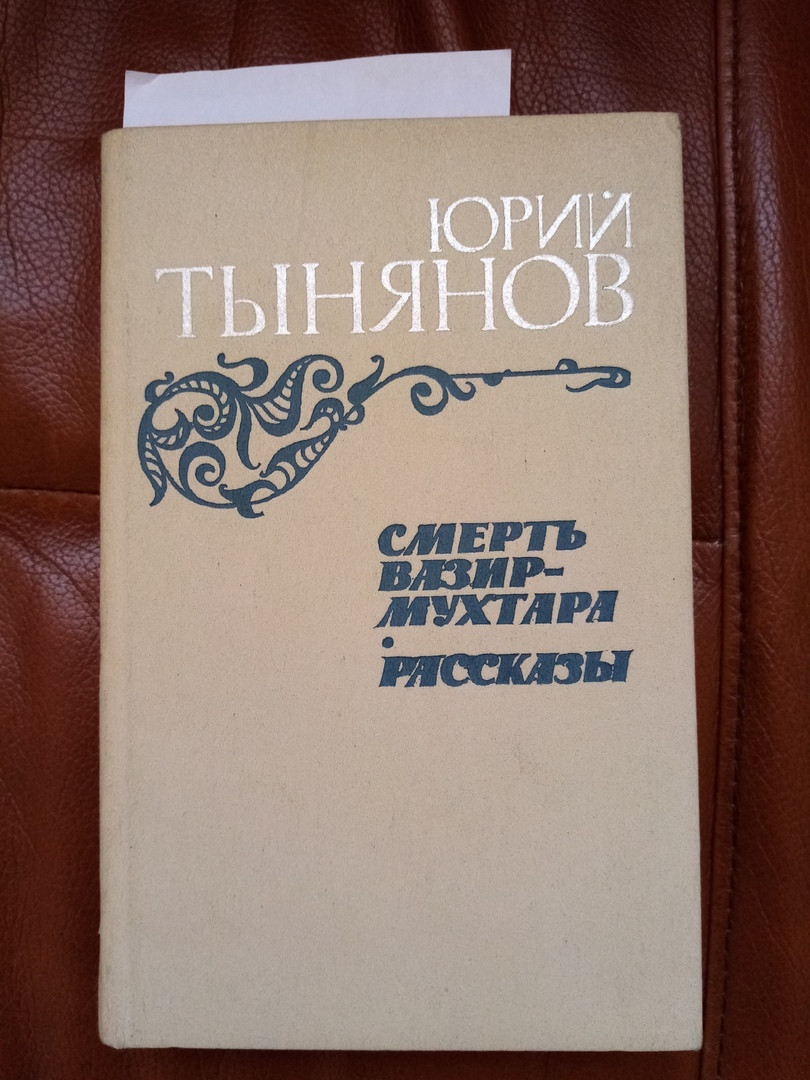 ЮРИЙ
ТЫНЯНОВ
СМЕРТЬ
ВАЗИР-
МУХТАРА
•
РАССКАЗЫ